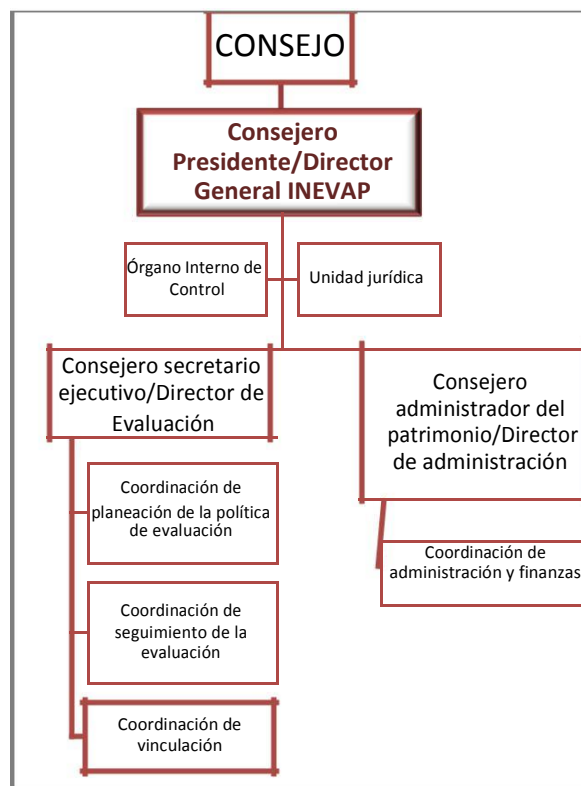 CONSEJO
Consejero
Presidente/Director
General INEVAP
Órgano Interno de
Control
Unidad jurídica
Consejero secretario
ejecutivo/Director de
Evaluación
Consejero
administrador del
patrimonio/Director
de administración
Coordinación de
planeación de la política
de evaluación
Coordinación de
administración y finanzas
Coordinación de
seguimiento de la
evaluación
Coordinación de
vinculación